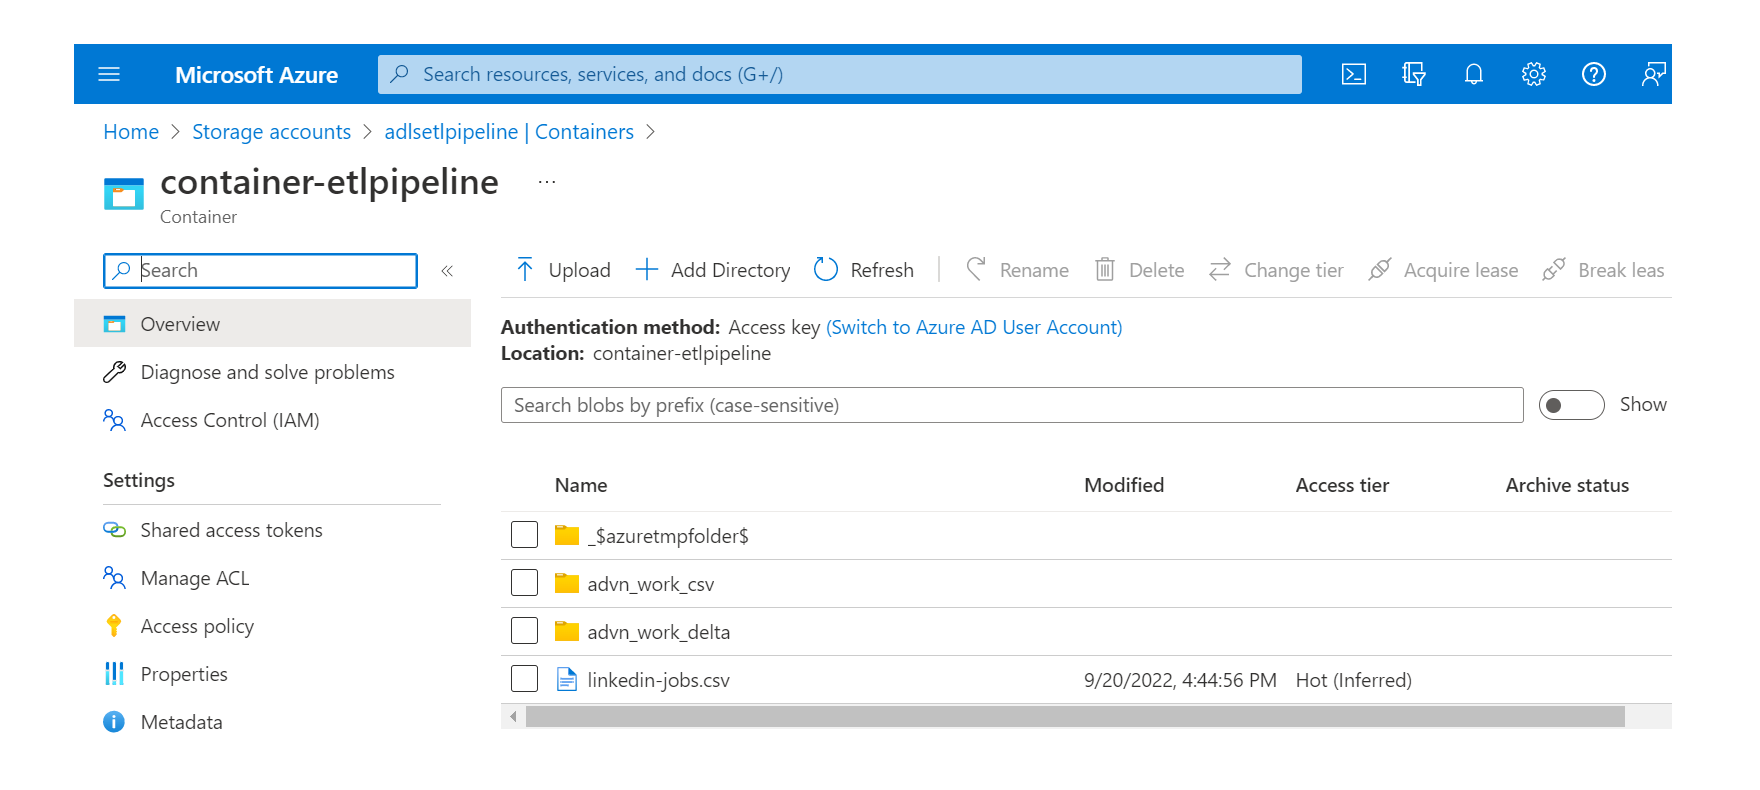 Microsoft Azure
Search resources, services, and docs (G+/)
Home > Storage accounts > adlsetlpipeline | Containers >
container-etlpipeline ...
Container
Search
«
Overview
Diagnose and solve problems
Access Control (IAM)
Settings
Shared access tokens
Manage ACL
Access policy
Properties
Metadata
Upload Add Directory Refresh Rename Delete Change tier Acquire lease Break leas
Authentication method: Access key (Switch to Azure AD User Account)
Location: container-etlpipeline
Search blobs by prefix (case-sensitive)
Show
Name Modified Access tier Archive status
_$azuretmpfolder$
advn_work_csv
advn_work_delta
linkedin-jobs.csv 9/20/2022, 4:44:56 PM Hot (Inferred)